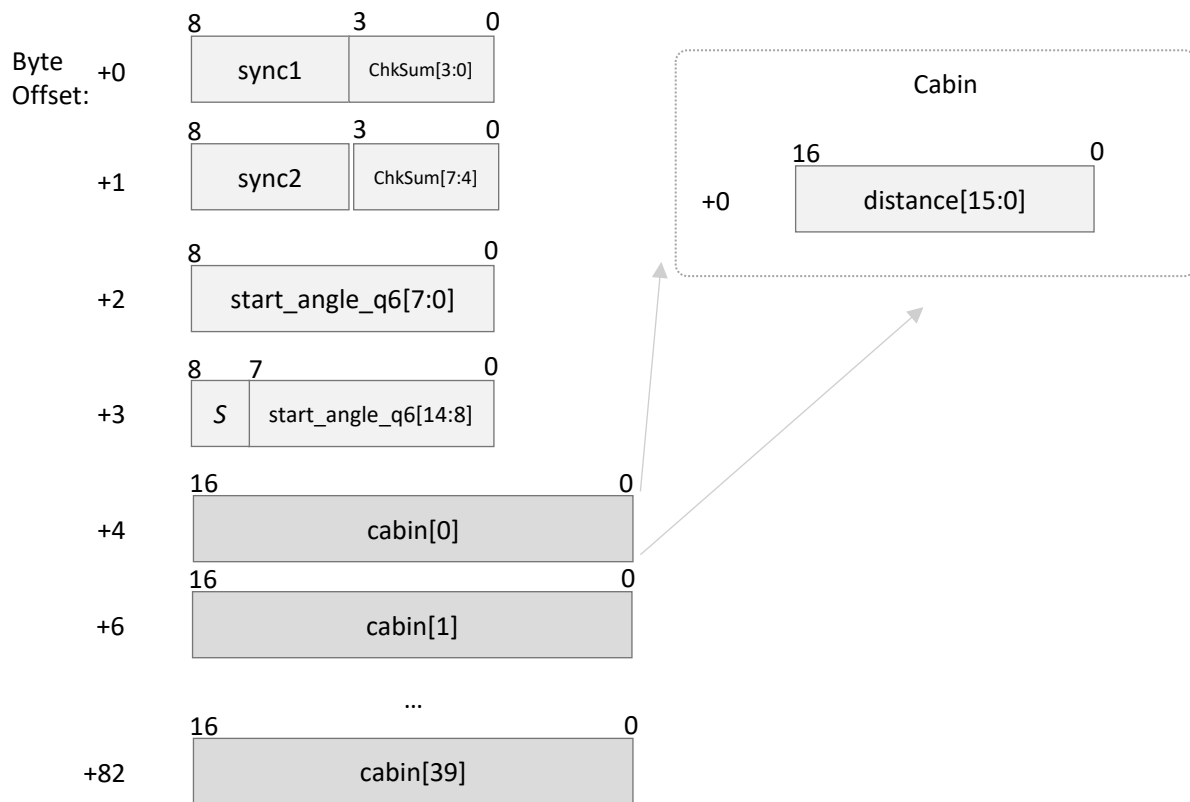 8 3 0
Byte
Offset:
+0 sync1 ChkSum[3:0]
8 3 0
+1 sync2 ChkSum[7:4]
8 0
+2 start_angle_q6[7:0]
8 7 0
+3 S start_angle_q6[14:8]
16 0
+4 cabin[0]
16 0
+6 cabin[1]
...
16 0
+82 cabin[39]
Cabin
16 0
+0 distance[15:0]